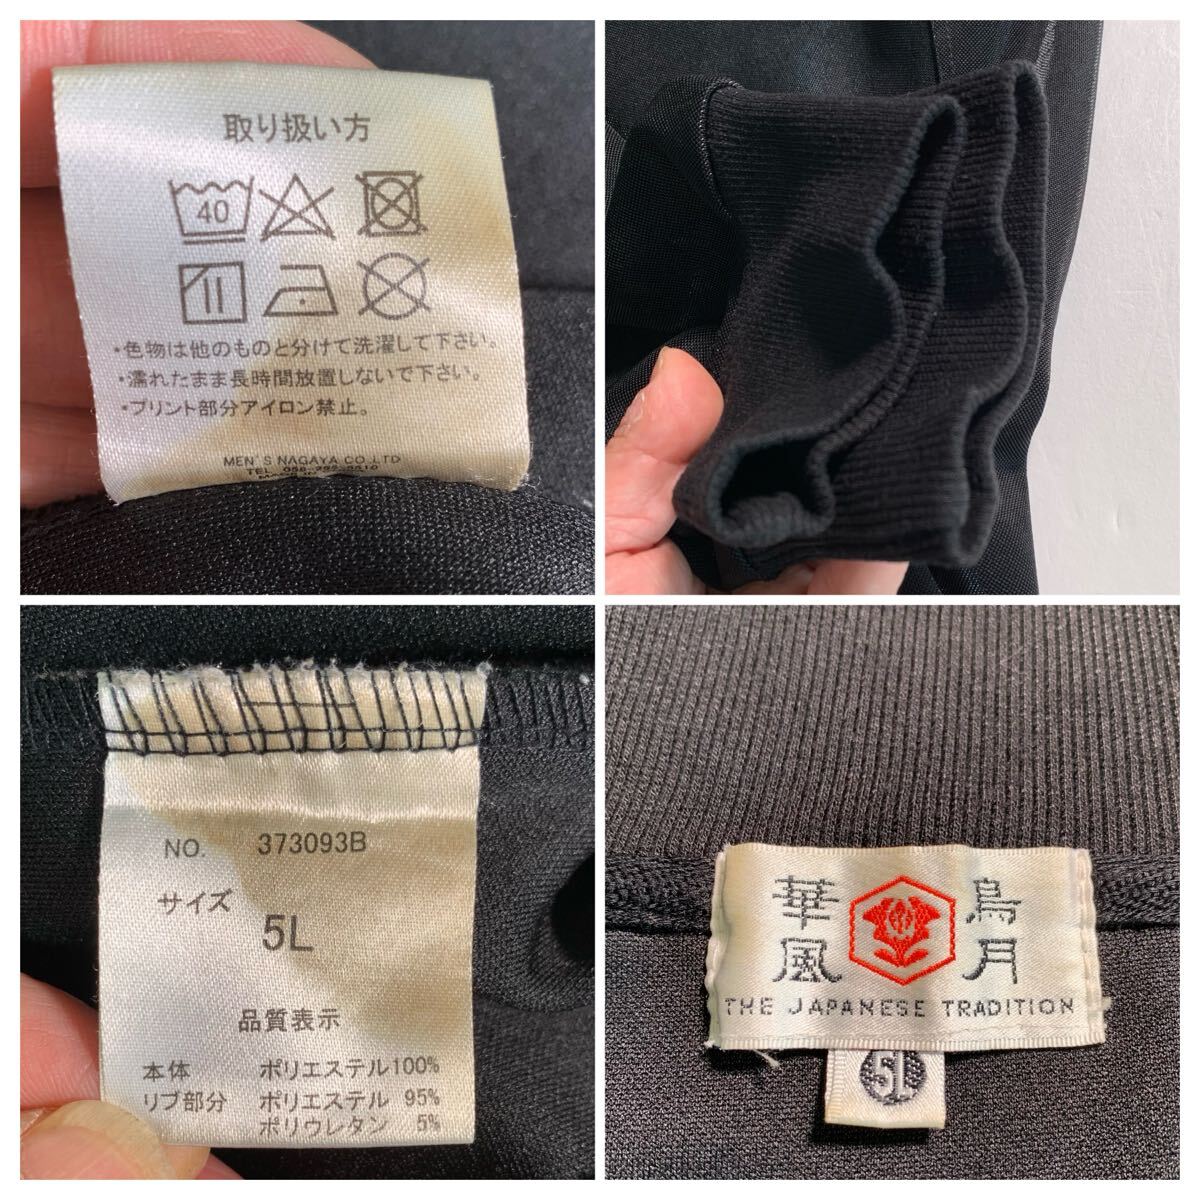 取り扱い方
40
・色物は他のものと分けて洗濯して下さい。
・濡れたまま長時間放置しないで下さい。
・プリント部分アイロン禁止。
MEN'S NAGAYA CO.,LTD
NO. 373093B
サイズ
5L
品質表示
本体 ポリエステル100%
リブ部分 ポリエステル 95%
ポリウレタン 5%
華鳥
風月
THE JAPANESE TRADITION
5L